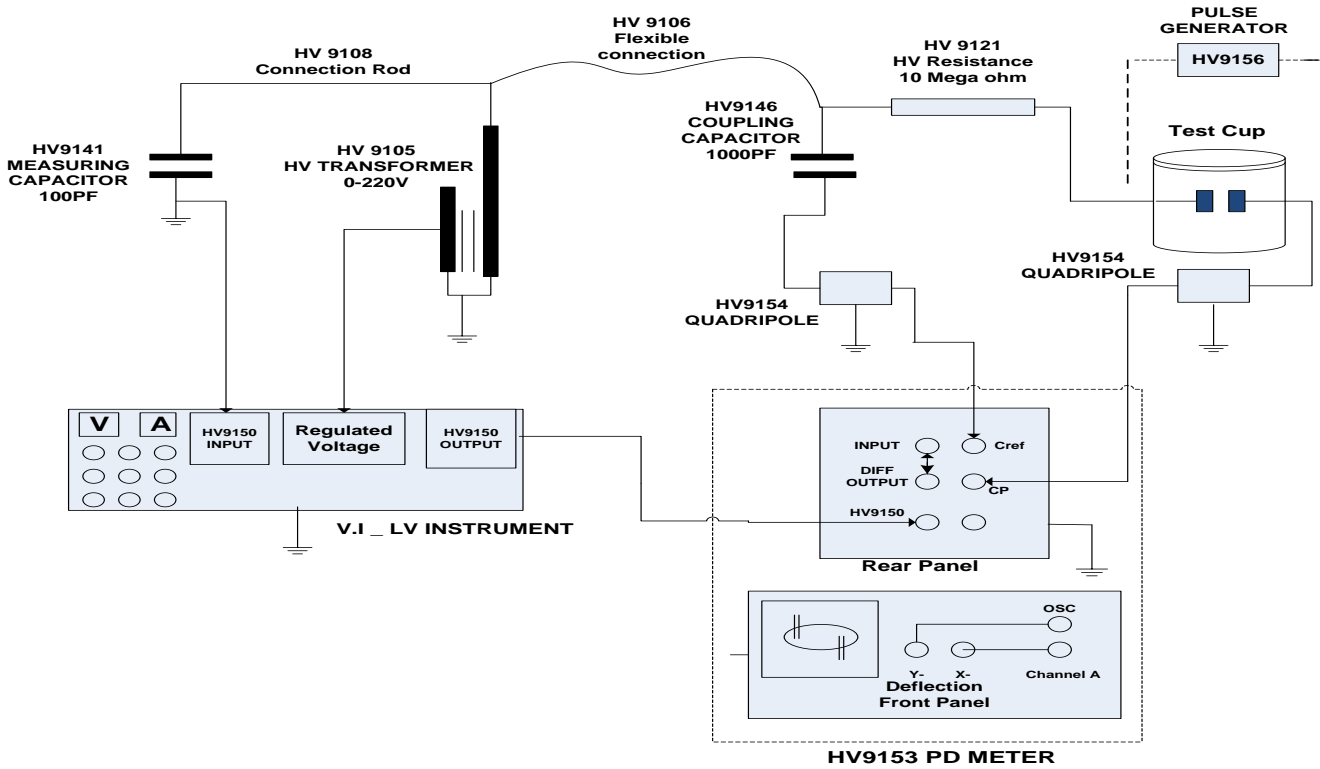 HV 9108
Connection Rod
HV 9106
Flexible
connection
HV 9121
HV Resistance
10 Mega ohm
PULSE
GENERATOR
HV9156
HV9141
MEASURING
CAPACITOR
100PF
HV 9105
HV TRANSFORMER
0-220V
HV9146
COUPLING
CAPACITOR
1000PF
Test Cup
HV9154
QUADRIPOLE
HV9154
QUADRIPOLE
V
A
HV9150
INPUT
Regulated
Voltage
HV9150
OUTPUT
V.I _ LV INSTRUMENT
INPUT
Cref
DIFF
OUTPUT
CP
HV9150
Rear Panel
OSC
Y-
X-
Channel A
Deflection
Front Panel
HV9153 PD METER